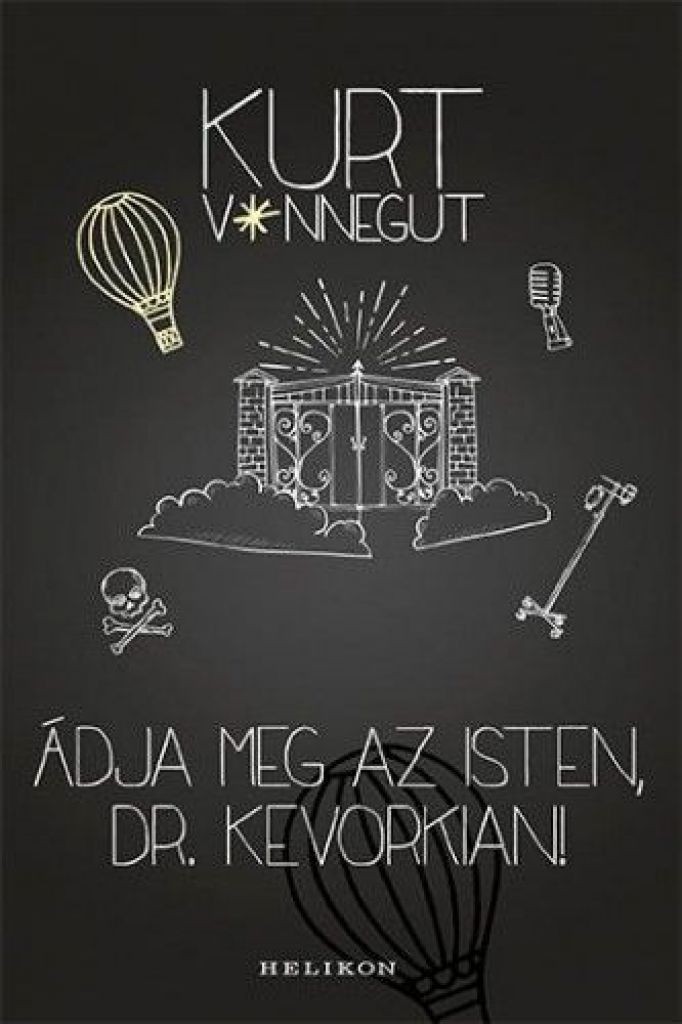 KURT
V*NNEGUT
ÁDJA MEG AZ ISTEN,
DR. KEVORKIAN!
HELIKON